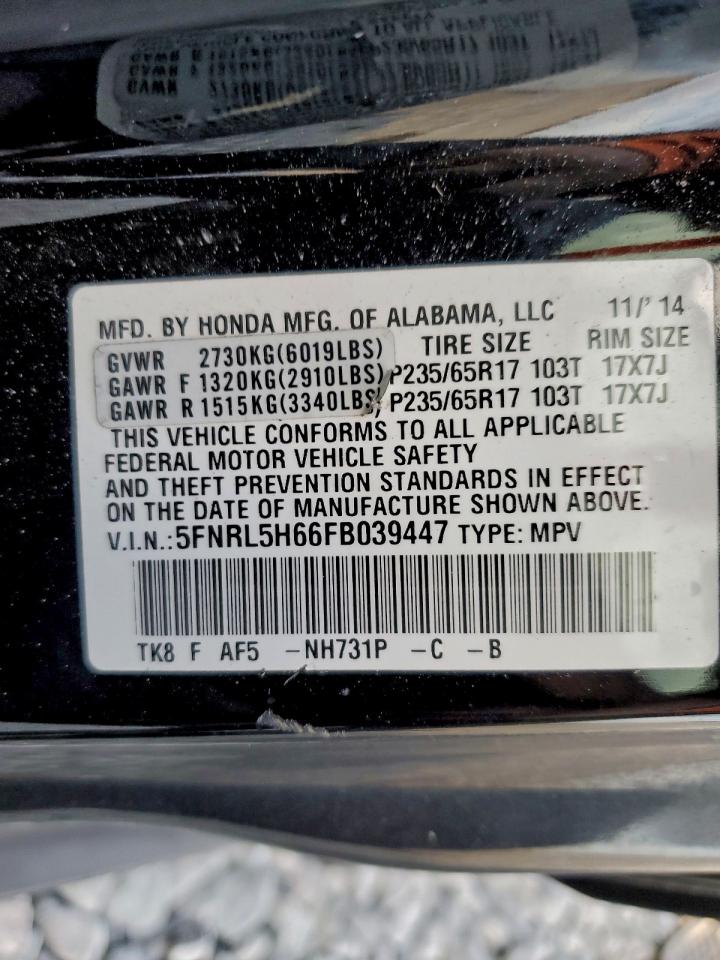 MFD. BY HONDA MFG. OF ALABAMA, LLC 11/'14
GVWR 2730KG(6019LBS) TIRE SIZE RIM SIZE
GAWR F 1320KG(2910LBS) P235/65R17 103T 17X7J
GAWR R 1515KG(3340LBS) P235/65R17 103T 17X7J
THIS VEHICLE CONFORMS TO ALL APPLICABLE
FEDERAL MOTOR VEHICLE SAFETY
AND THEFT PREVENTION STANDARDS IN EFFECT
ON THE DATE OF MANUFACTURE SHOWN ABOVE.
V.I.N.:5FNRL5H66FB039447 TYPE: MPV
TK8 F AF5 -NH731P -C -B